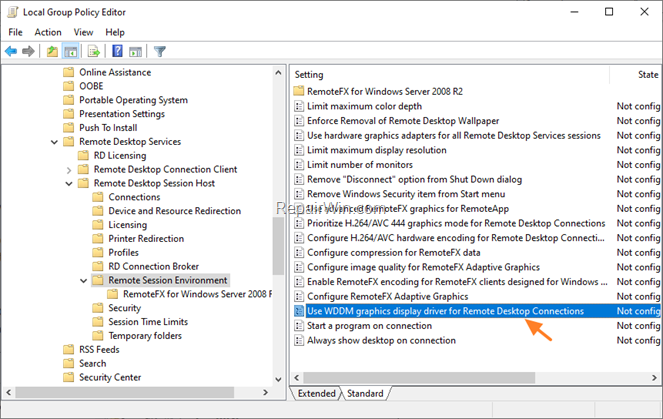 Local Group Policy Editor
File Action View Help
Online Assistance
OOBE
Portable Operating System
Presentation Settings
Push To Install
Remote Desktop Services
RD Licensing
Remote Desktop Connection Client
Remote Desktop Session Host
Connections
Device and Resource Redirection
Licensing
Printer Redirection
Profiles
RD Connection Broker
Remote Session Environment
RemoteFX for Windows Server 2008 R
Security
Session Time Limits
Temporary folders
RSS Feeds
Search
Security Center
Setting State
RemoteFX for Windows Server 2008 R2
Limit maximum color depth Not config
Enforce Removal of Remote Desktop Wallpaper Not config
Use hardware graphics adapters for all Remote Desktop Services sessions Not config
Limit maximum display resolution Not config
Limit number of monitors Not config
Remove "Disconnect" option from Shut Down dialog Not config
Remove Windows Security item from Start menu Not config
RemoteFX graphics for RemoteApp Not config
Prioritize H.264/AVC 444 graphics mode for Remote Desktop Connections Not config
Configure H.264/AVC hardware encoding for Remote Desktop Connecti... Not config
Configure compression for RemoteFX data Not config
Configure image quality for RemoteFX Adaptive Graphics Not config
Enable RemoteFX encoding for RemoteFX clients designed for Windows ... Not config
Configure RemoteFX Adaptive Graphics Not config
Use WDDM graphics display driver for Remote Desktop Connections Not config
Start a program on connection Not config
Always show desktop on connection Not config
Extended Standard
RepairWin.com